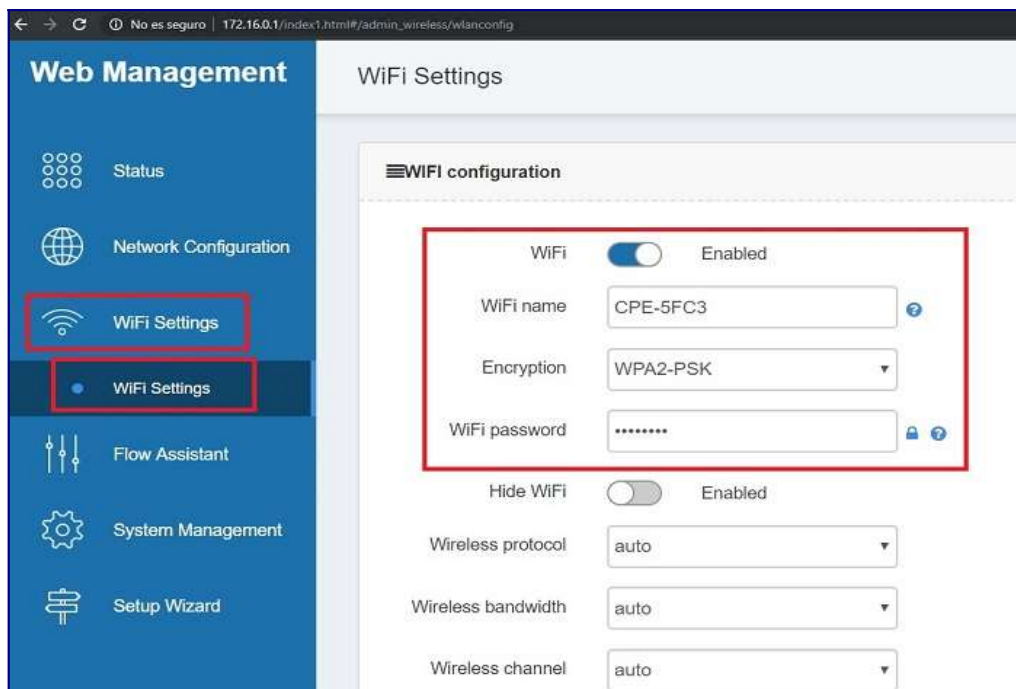 No es seguro | 172.16.0.1/index1.html#/admin_wireless/wlanconfig
Web Management
WiFi Settings
Status
Network Configuration
WiFi Settings
WiFi Settings
Flow Assistant
System Management
Setup Wizard
WIFI configuration
WiFi Enabled
WiFi name CPE-5FC3
Encryption WPA2-PSK
WiFi password ••••••••
Hide WiFi Enabled
Wireless protocol auto
Wireless bandwidth auto
Wireless channel auto